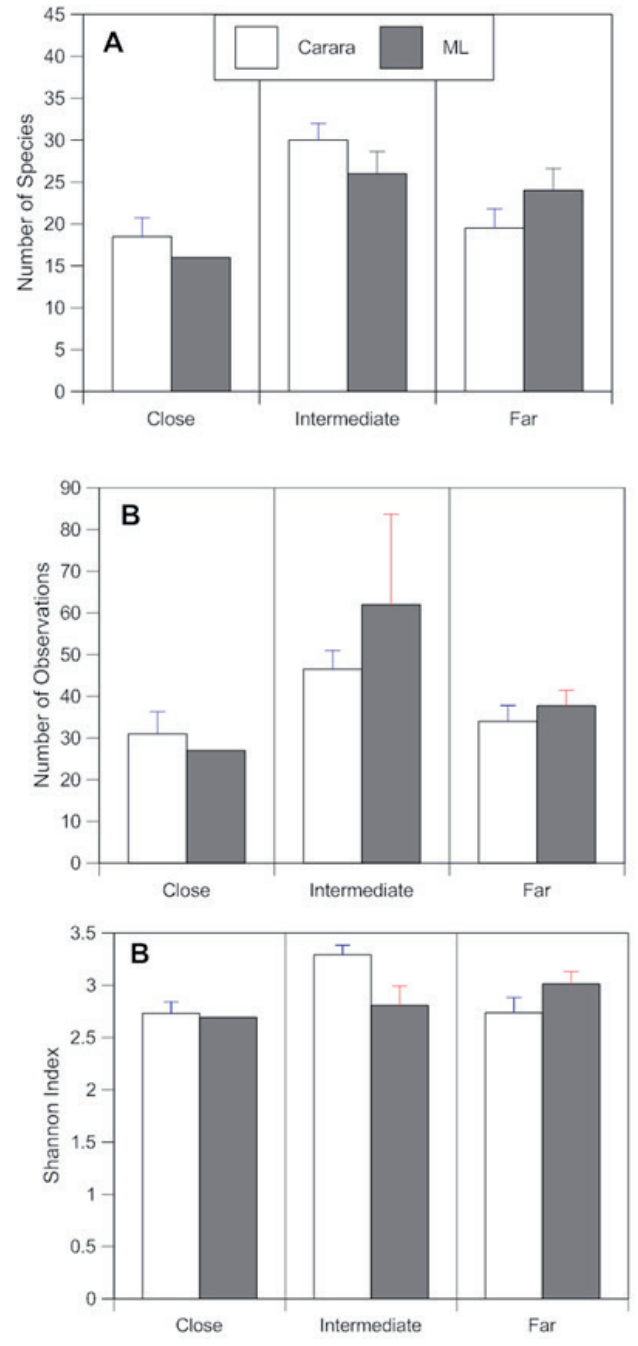 A
Carara
ML
Number of Species
45
40
35
30
25
20
15
10
5
0
Close
Intermediate
Far
B
Number of Observations
90
80
70
60
50
40
30
20
10
0
Close
Intermediate
Far
B
Shannon Index
3.5
3
2.5
2
1.5
1
0.5
0
Close
Intermediate
Far